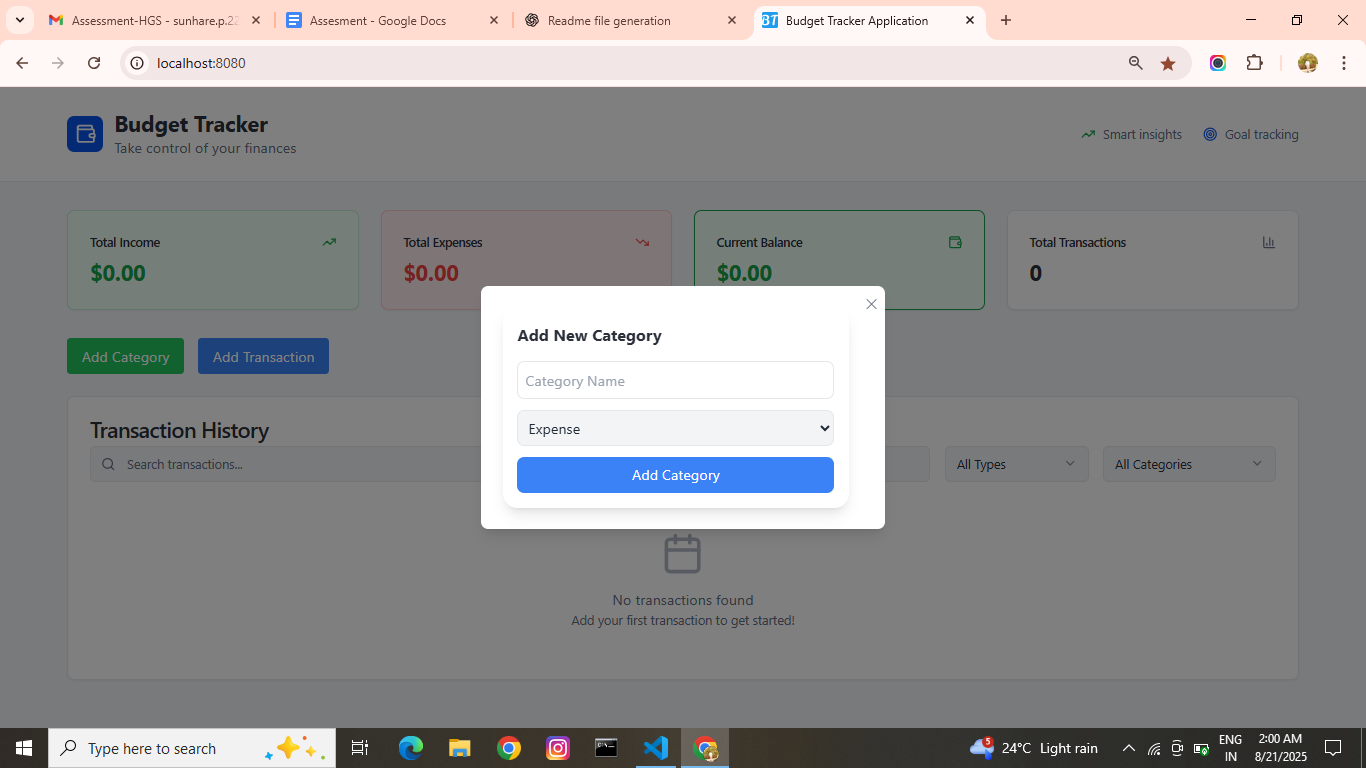 Assessment-HGS - sunhare.p.22
Assesment - Google Docs
Readme file generation
BT Budget Tracker Application
localhost:8080
Budget Tracker
Take control of your finances
Smart insights
Goal tracking
Total Income
$0.00
Total Expenses
$0.00
Current Balance
$0.00
Total Transactions
0
Add Category
Add Transaction
Add New Category
Category Name
Expense
Add Category
Transaction History
Search transactions...
All Types
All Categories
No transactions found
Add your first transaction to get started!
Type here to search
5
24°C Light rain
ENG
IN
2:00 AM
8/21/2025